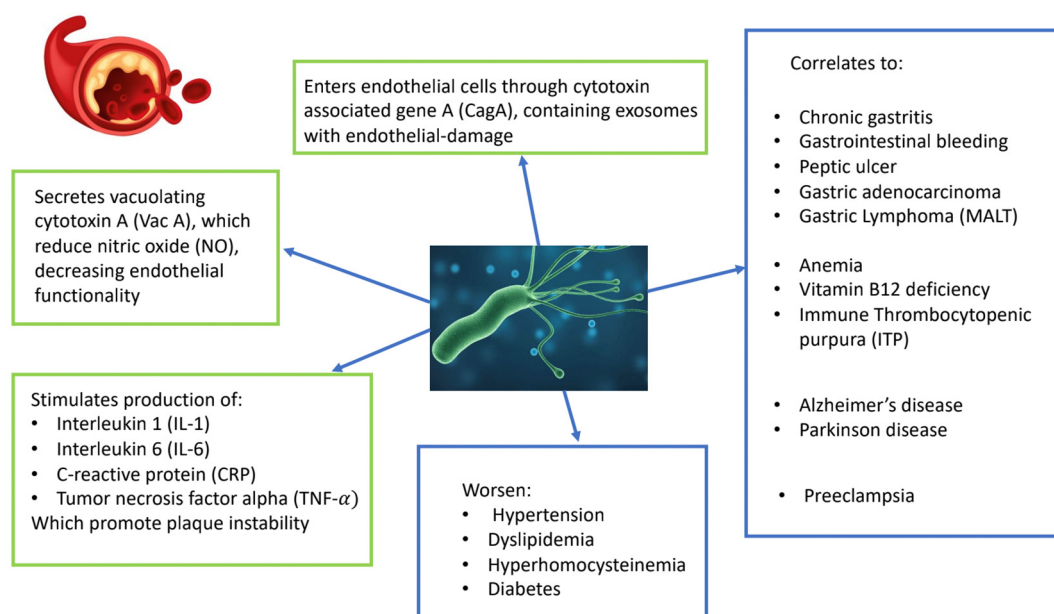 Enters endothelial cells through cytotoxin
associated gene A (CagA), containing exosomes
with endothelial-damage
Secretes vacuolating
cytotoxin A (Vac A), which
reduce nitric oxide (NO),
decreasing endothelial
functionality
Stimulates production of:
• Interleukin 1 (IL-1)
• Interleukin 6 (IL-6)
• C-reactive protein (CRP)
• Tumor necrosis factor alpha (TNF-α)
Which promote plaque instability
Worsen:
• Hypertension
• Dyslipidemia
• Hyperhomocysteinemia
• Diabetes
Correlates to:
• Chronic gastritis
• Gastrointestinal bleeding
• Peptic ulcer
• Gastric adenocarcinoma
• Gastric Lymphoma (MALT)
• Anemia
• Vitamin B12 deficiency
• Immune Thrombocytopenic
purpura (ITP)
• Alzheimer’s disease
• Parkinson disease
• Preeclampsia